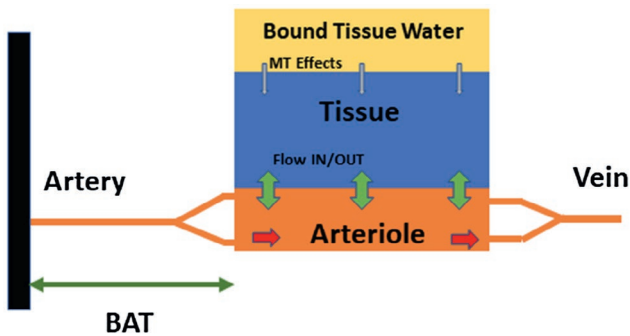 Bound Tissue Water
MT Effects
Tissue
Flow IN/OUT
Artery
Vein
Arteriole
BAT